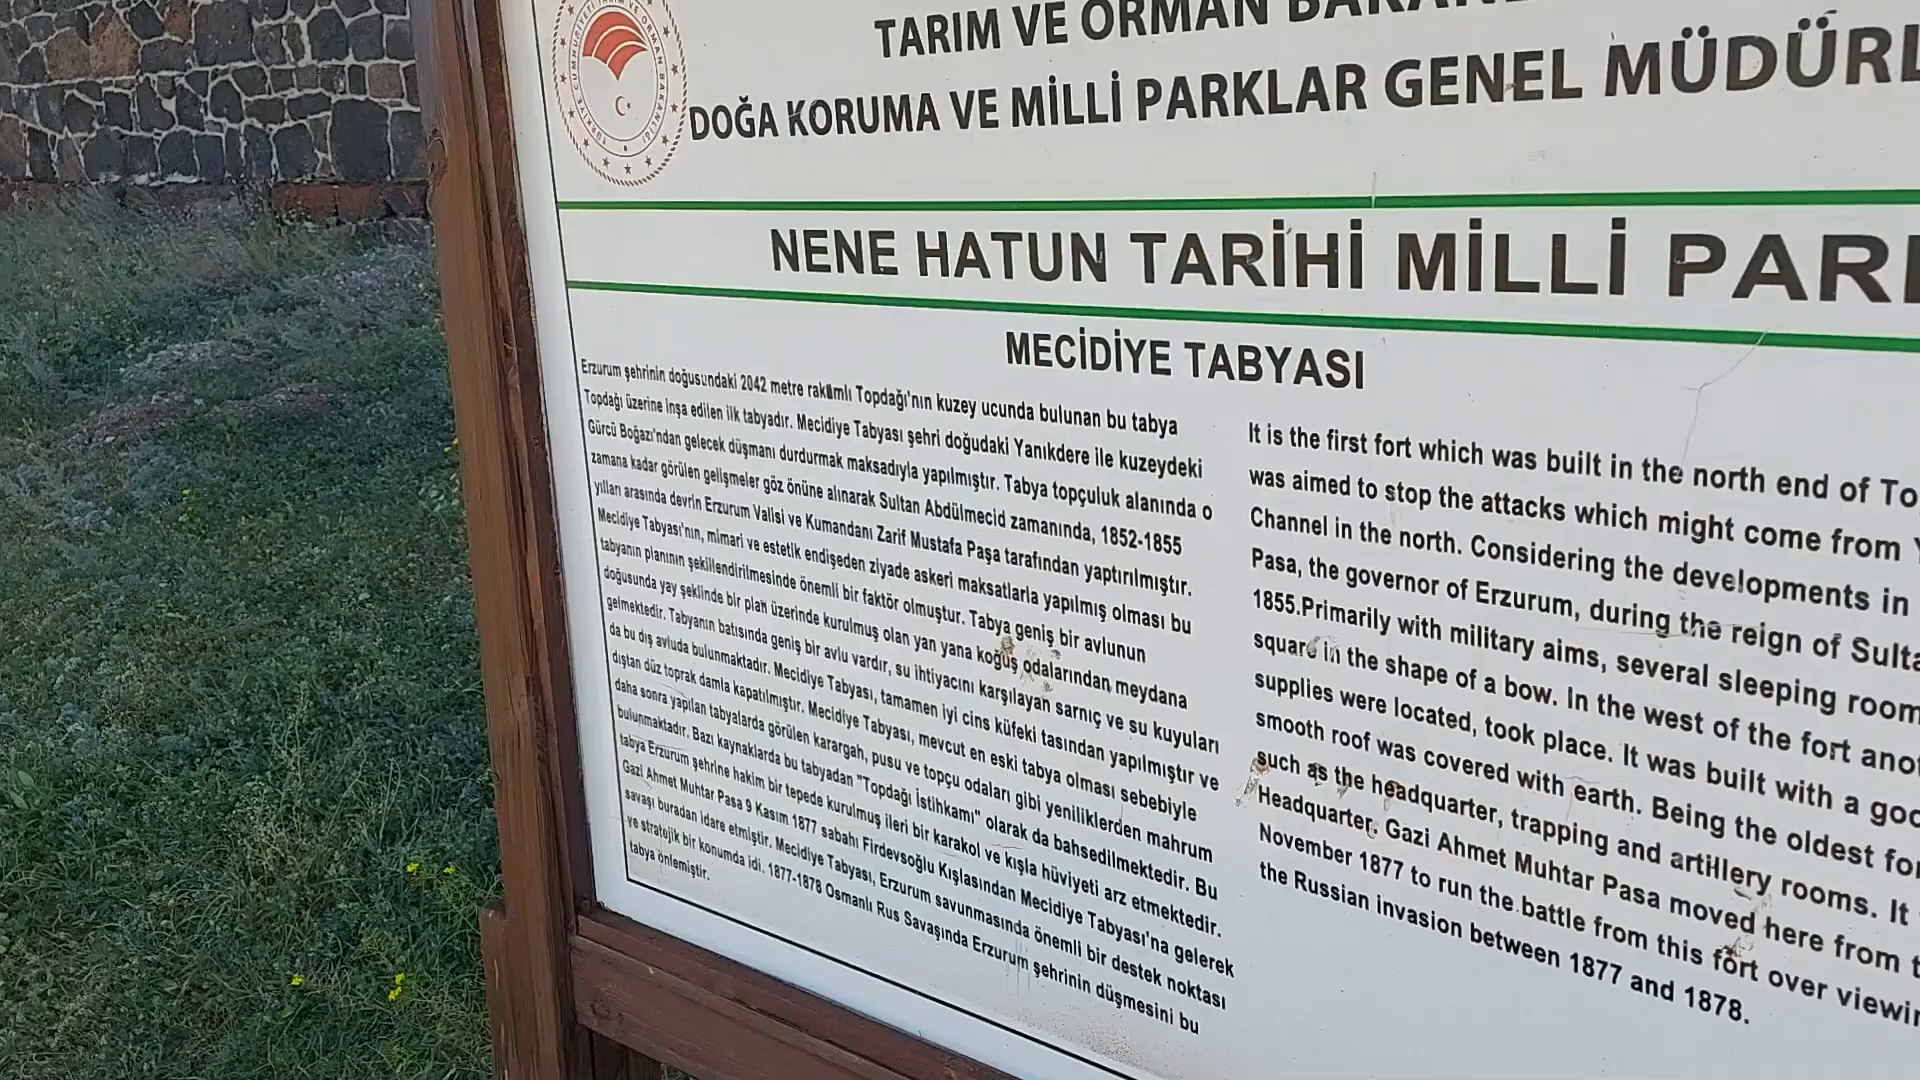 TÜRKİYE CUMHURİYETİ TARIM VE ORMAN BAKANLIĞI
TARIM VE ORMAN
DOĞA KORUMA VE MİLLİ PARKLAR GENEL
NENE HATUN TARİHİ MİLLİ
MECİDİYE TABYASI
Erzurum şehrinin doğusundaki 2042 metre rakımlı Topdağı'nın kuzey ucunda bulunan bu tabya
Topdağı üzerine inşa edilen ilk tabyadır. Mecidiye Tabyası şehri doğudaki Yanıkdere ile kuzeydeki
Gürcü Boğazı'ndan gelecek düşmanı durdurmak maksadıyla yapılmıştır. Tabya topçuluk alanında o
zamana kadar görülen gelişmeler göz önüne alınarak Sultan Abdülmecid zamanında, 1852-1855
yılları arasında devrin Erzurum Valisi ve Kumandanı Zarif Mustafa Paşa tarafından yaptırılmıştır.
Mecidiye Tabyası'nın, mimari ve estetik endişeden ziyade askeri maksatlarla yapılmış olması bu
tabyanın planının şekillendirilmesinde önemli bir faktör olmuştur. Tabya geniş bir avlunun
doğusunda yay şeklinde bir plan üzerinde kurulmuş olan yan yana koğuş odalarından meydana
gelmektedir. Tabyanın batısında geniş bir avlu vardır, su ihtiyacını karşılayan sarnıç ve su kuyuları
da bu dış avluda bulunmaktadır. Mecidiye Tabyası, tamamen iyi cins küfeki tasından yapılmıştır ve
dıştan düz toprak damla kapatılmıştır. Mecidiye Tabyası, mevcut en eski tabya olması sebebiyle
daha sonra yapılan tabyalarda görülen karargah, pusu ve topçu odaları gibi yeniliklerden mahrum
bulunmaktadır. Bazı kaynaklarda bu tabyadan "Topdağı İstihkamı" olarak da bahsedilmektedir. Bu
tabya Erzurum şehrine hakim bir tepede kurulmuş ileri bir karakol ve kışla hüviyeti arz etmektedir.
Gazi Ahmet Muhtar Pasa 9 Kasım 1877 sabahı Firdevsoğlu Kışlasından Mecidiye Tabyası'na gelerek
savaşı buradan idare etmiştir. Mecidiye Tabyası, Erzurum savunmasında önemli bir destek noktası
ve stratejik bir konumda idi. 1877-1878 Osmanlı Rus Savaşında Erzurum şehrinin düşmesini bu
tabya önlemiştir.
It is the first fort which was built in the north end of
was aimed to stop the attacks which might come from
Channel in the north. Considering the developments in
Pasa, the governor of Erzurum, during the reign of
1855.Primarily with military aims, several sleeping
square in the shape of a bow. In the west of the fort
supplies were located, took place. It was built with a
smooth roof was covered with earth. Being the oldest
such as the headquarter, trapping and artillery rooms. It
Headquarter. Gazi Ahmet Muhtar Pasa moved here from
November 1877 to run the battle from this fort over
the Russian invasion between 1877 and 1878.